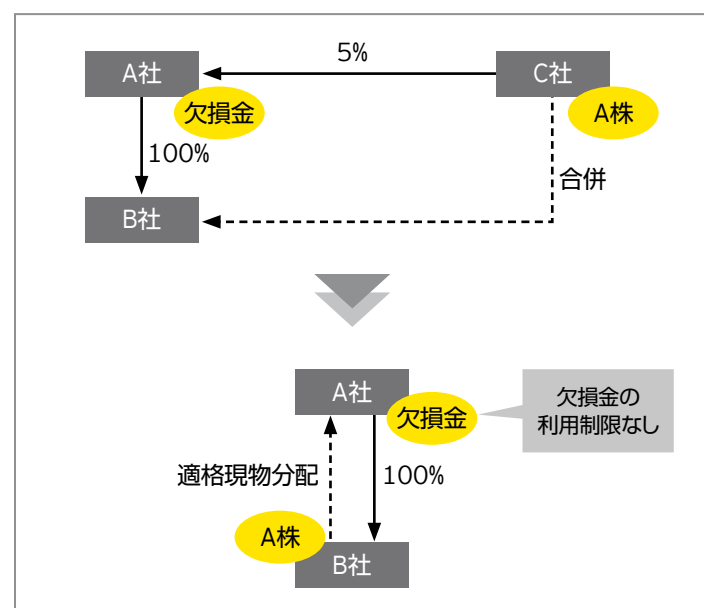 5%
A社
C社
欠損金
A株
100%
合併
B社
A社
欠損金
欠損金の
利用制限なし
適格現物分配
100%
A株
B社